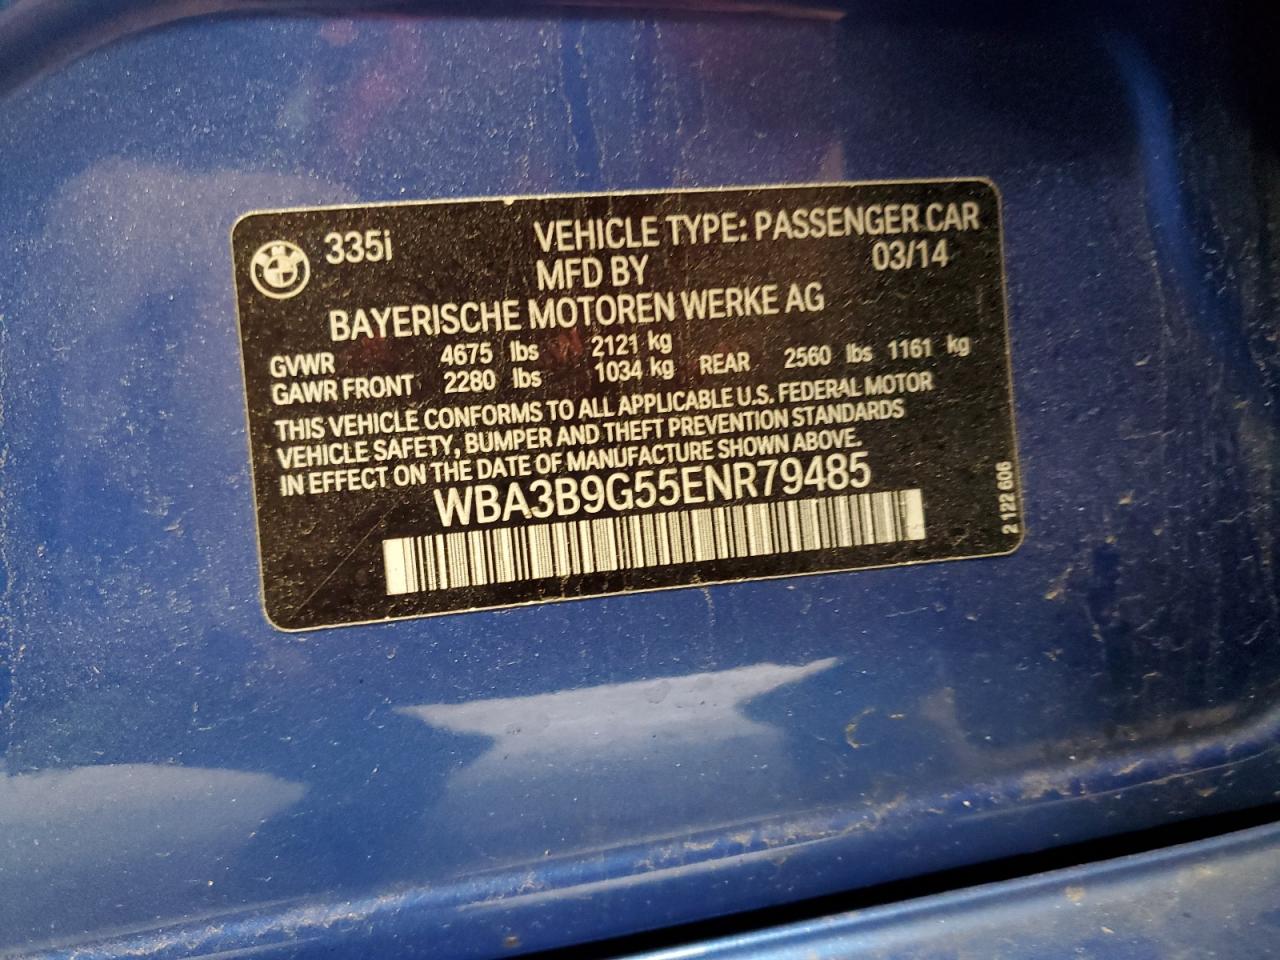 335i VEHICLE TYPE: PASSENGER CAR
MFD BY 03/14
BAYERISCHE MOTOREN WERKE AG
GVWR 4675 lbs 2121 kg
GAWR FRONT 2280 lbs 1034 kg REAR 2560 lbs 1161 kg
THIS VEHICLE CONFORMS TO ALL APPLICABLE U.S. FEDERAL MOTOR
VEHICLE SAFETY, BUMPER AND THEFT PREVENTION STANDARDS
IN EFFECT ON THE DATE OF MANUFACTURE SHOWN ABOVE.
WBA3B9G55ENR79485
2 122 606